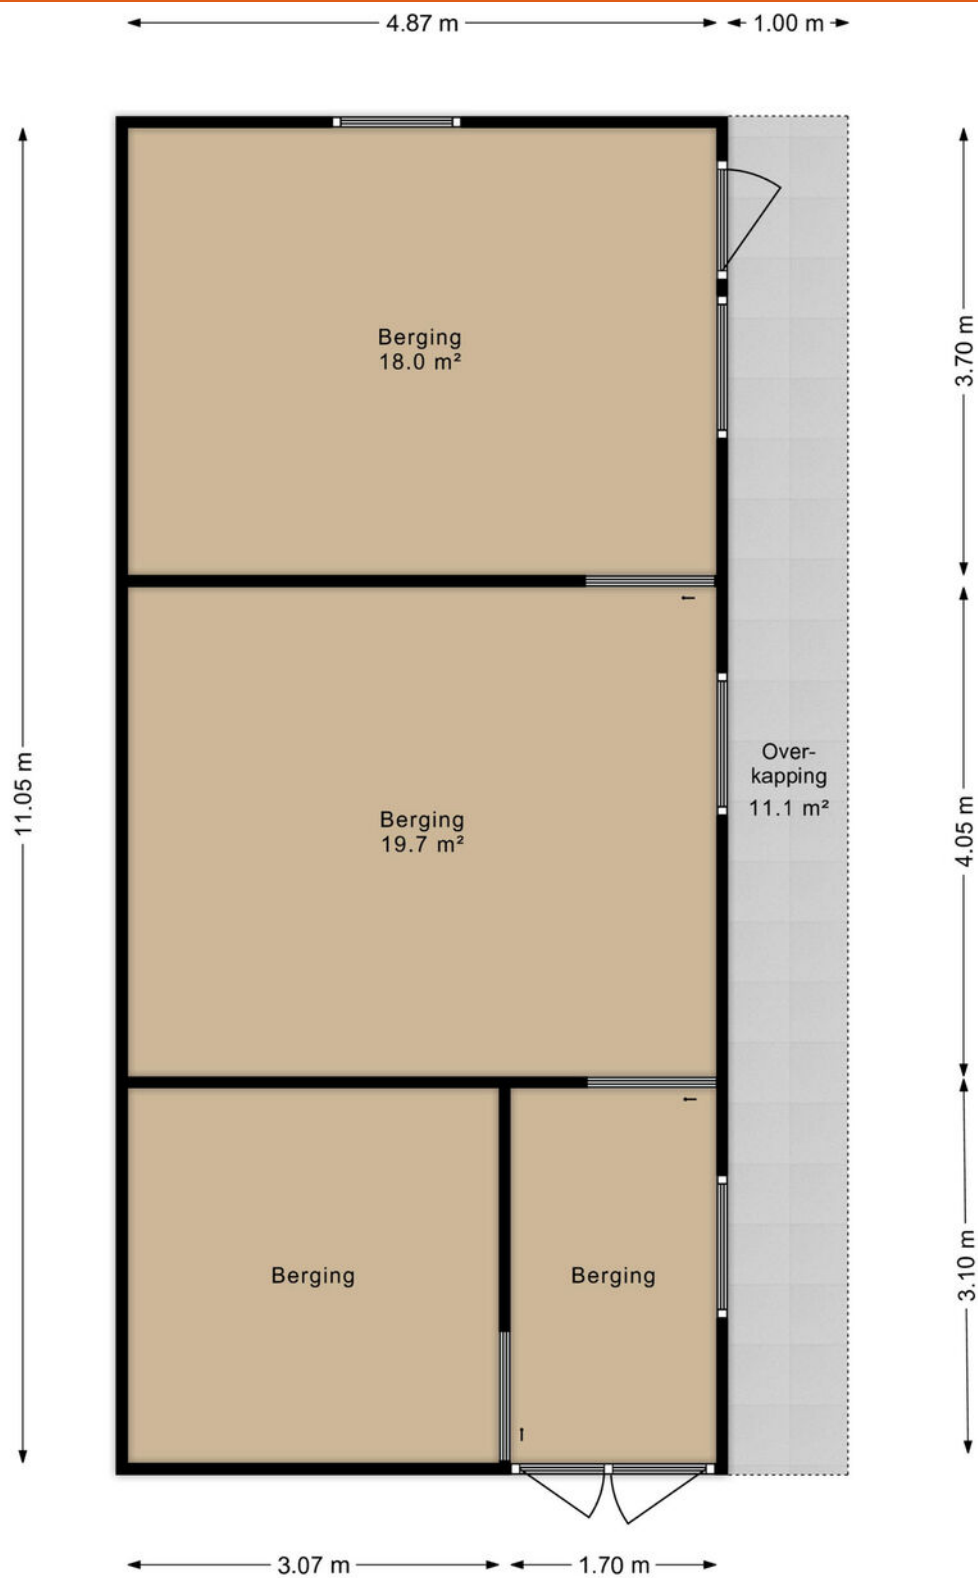 4.87 m
1.00 m
Berging
18.0 m²
3.70 m
11.05 m
Over-
kapping
11.1 m²
Berging
19.7 m²
4.05 m
Berging
Berging
3.10 m
3.07 m
1.70 m